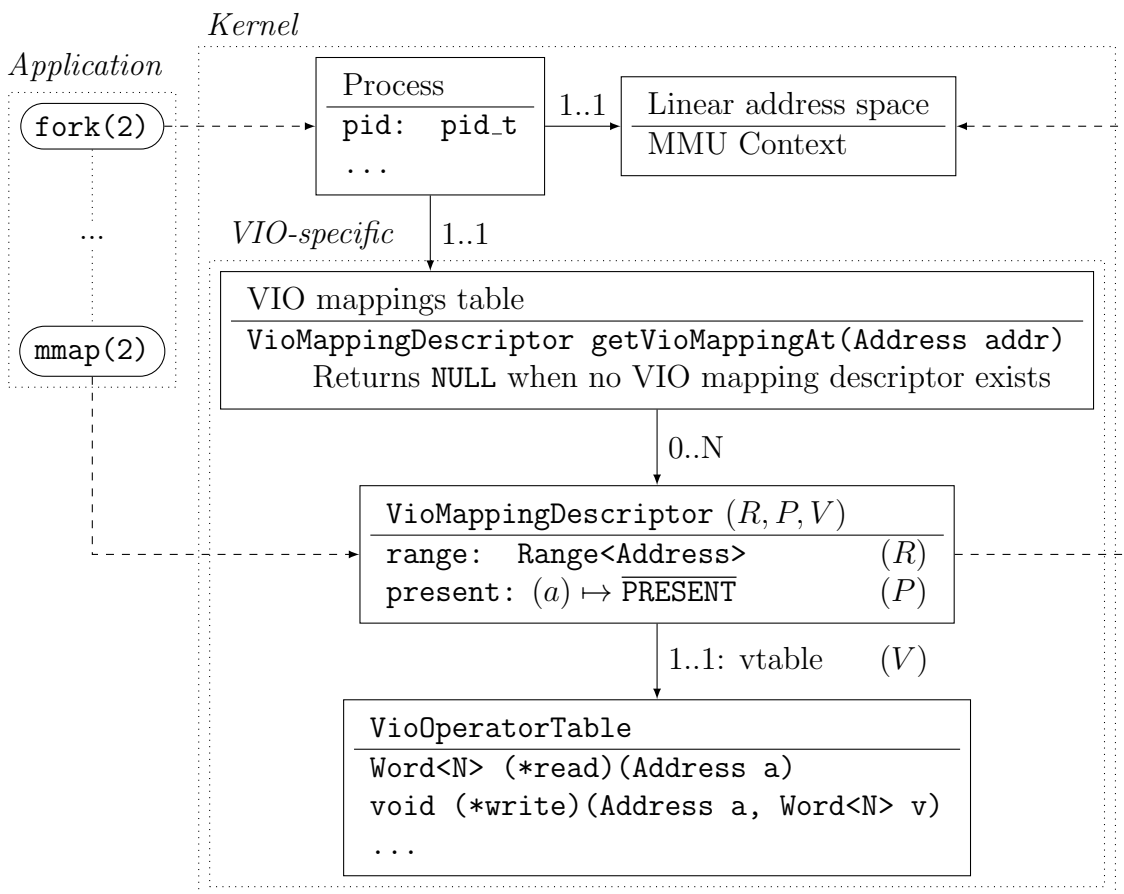 Kernel
Application
fork(2)
...
mmap(2)
Process
pid: pid_t
...
1..1
Linear address space
MMU Context
VIO-specific
1..1
VIO mappings table
VioMappingDescriptor getVioMappingAt(Address addr)
Returns NULL when no VIO mapping descriptor exists
0..N
VioMappingDescriptor (R, P, V)
range: Range<Address> (R)
present: (a) ↦ P̅R̅E̅S̅E̅N̅T̅ (P)
1..1: vtable (V)
VioOperatorTable
Word<N> (*read)(Address a)
void (*write)(Address a, Word<N> v)
...